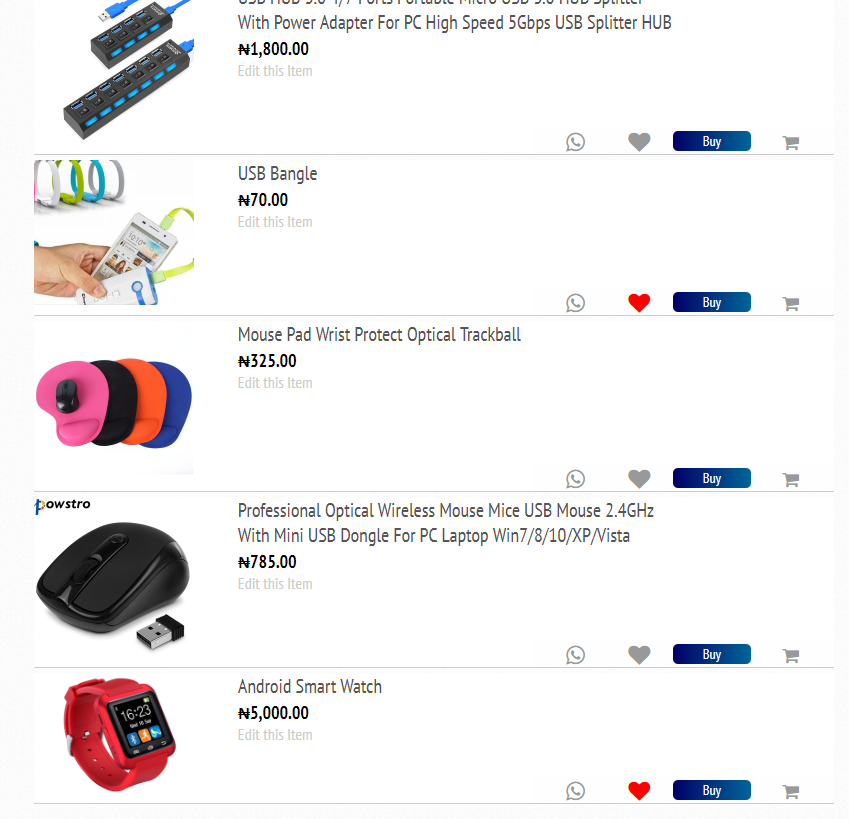 USB HUB 3.0 4/7 Ports Portable Micro USB 3.0 HUB Splitter
With Power Adapter For PC High Speed 5Gbps USB Splitter HUB
₦1,800.00
Edit this Item
Buy
USB Bangle
₦70.00
Edit this Item
Buy
Mouse Pad Wrist Protect Optical Trackball
₦325.00
Edit this Item
Buy
powstro
Professional Optical Wireless Mouse Mice USB Mouse 2.4GHz
With Mini USB Dongle For PC Laptop Win7/8/10/XP/Vista
₦785.00
Edit this Item
Buy
Android Smart Watch
16:23
₦5,000.00
Edit this Item
Buy